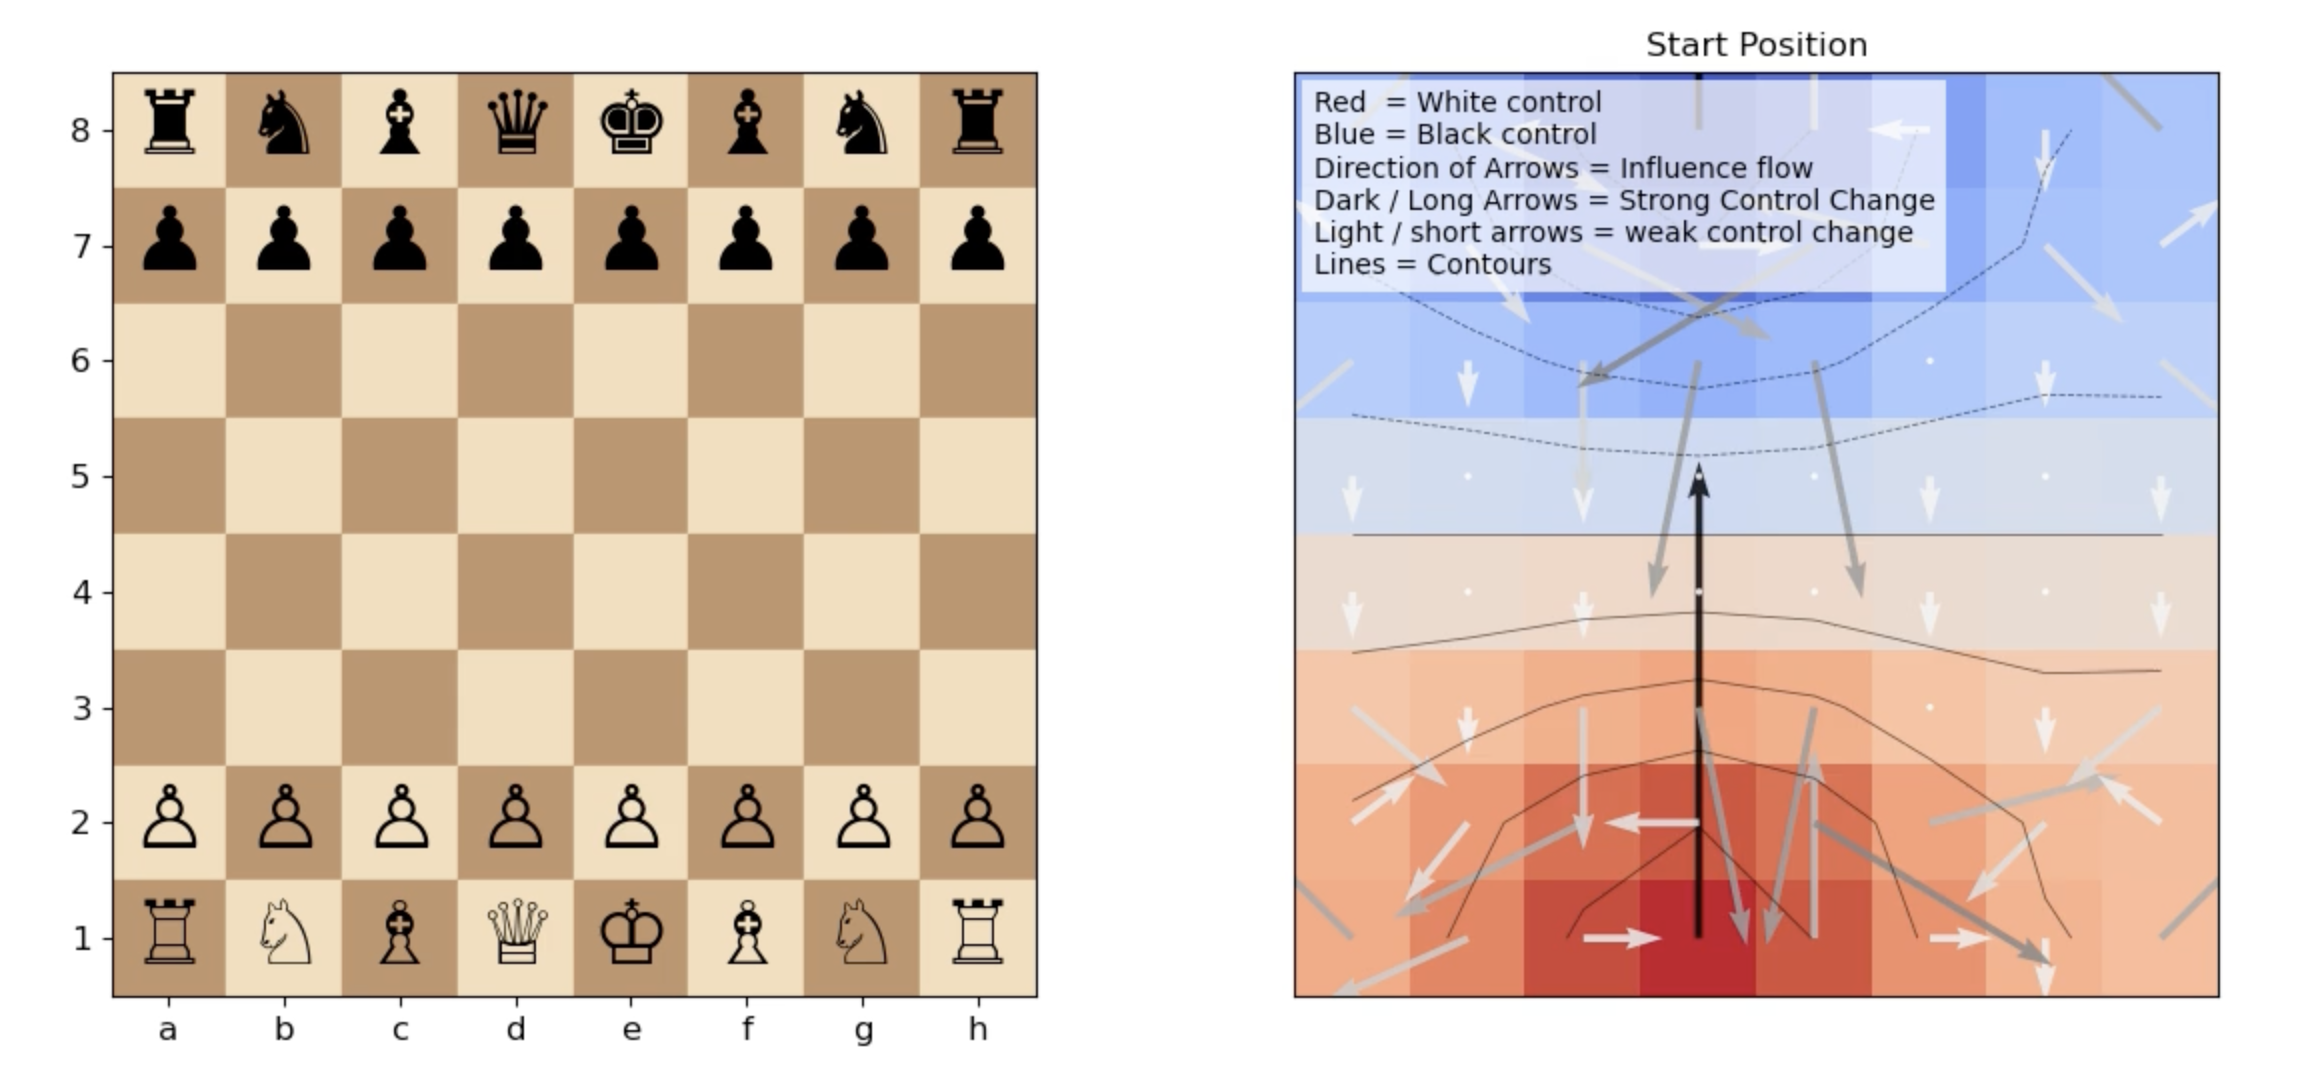 Start Position
8
7
6
5
4
3
2
1
a b c d e f g h
Red = White control
Blue = Black control
Direction of Arrows = Influence flow
Dark / Long Arrows = Strong Control Change
Light / short arrows = weak control change
Lines = Contours